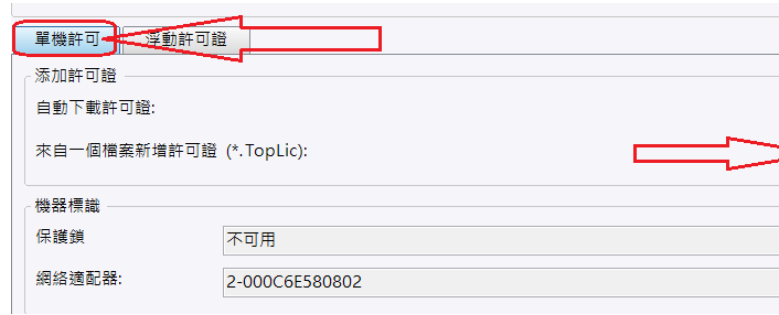 單機許可 浮動許可證
添加許可證
自動下載許可證:
來自一個檔案新增許可證 (*.TopLic):
機器標識
保護鎖 不可用
網絡適配器: 2-000C6E580802